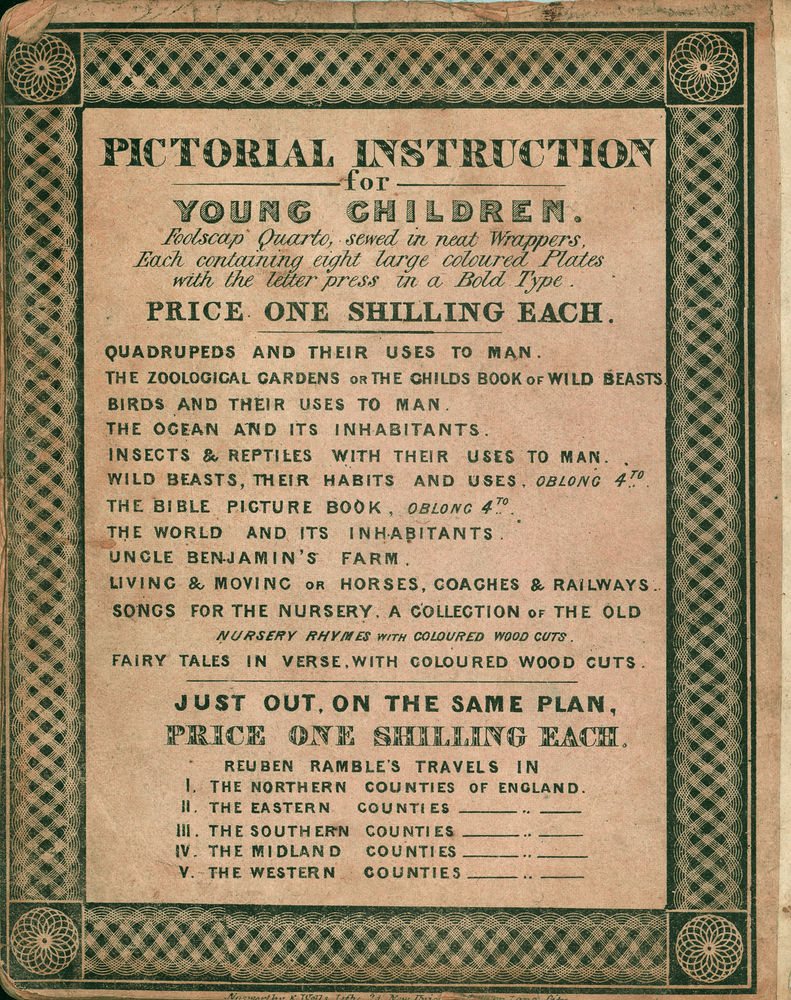 PICTORIAL INSTRUCTION
for
YOUNG CHILDREN.
Foolscap Quarto, sewed in neat Wrappers,
Each containing eight large coloured Plates
with the letter press in a Bold Type.
PRICE ONE SHILLING EACH.
QUADRUPEDS AND THEIR USES TO MAN.
THE ZOOLOGICAL GARDENS OR THE CHILDS BOOK OF WILD BEASTS.
BIRDS AND THEIR USES TO MAN.
THE OCEAN AND ITS INHABITANTS.
INSECTS & REPTILES WITH THEIR USES TO MAN.
WILD BEASTS, THEIR HABITS AND USES. OBLONG 4TO.
THE BIBLE PICTURE BOOK, OBLONG 4TO.
THE WORLD AND ITS INHABITANTS.
UNCLE BENJAMIN'S FARM.
LIVING & MOVING OR HORSES, COACHES & RAILWAYS.
SONGS FOR THE NURSERY. A COLLECTION OF THE OLD
NURSERY RHYMES WITH COLOURED WOOD CUTS.
FAIRY TALES IN VERSE, WITH COLOURED WOOD CUTS.
JUST OUT, ON THE SAME PLAN,
PRICE ONE SHILLING EACH.
REUBEN RAMBLE'S TRAVELS IN
I. THE NORTHERN COUNTIES OF ENGLAND.
II. THE EASTERN COUNTIES ——— .. ———
III. THE SOUTHERN COUNTIES ——— .. ———
IV. THE MIDLAND COUNTIES ——— .. ———
V. THE WESTERN COUNTIES ——— .. ———